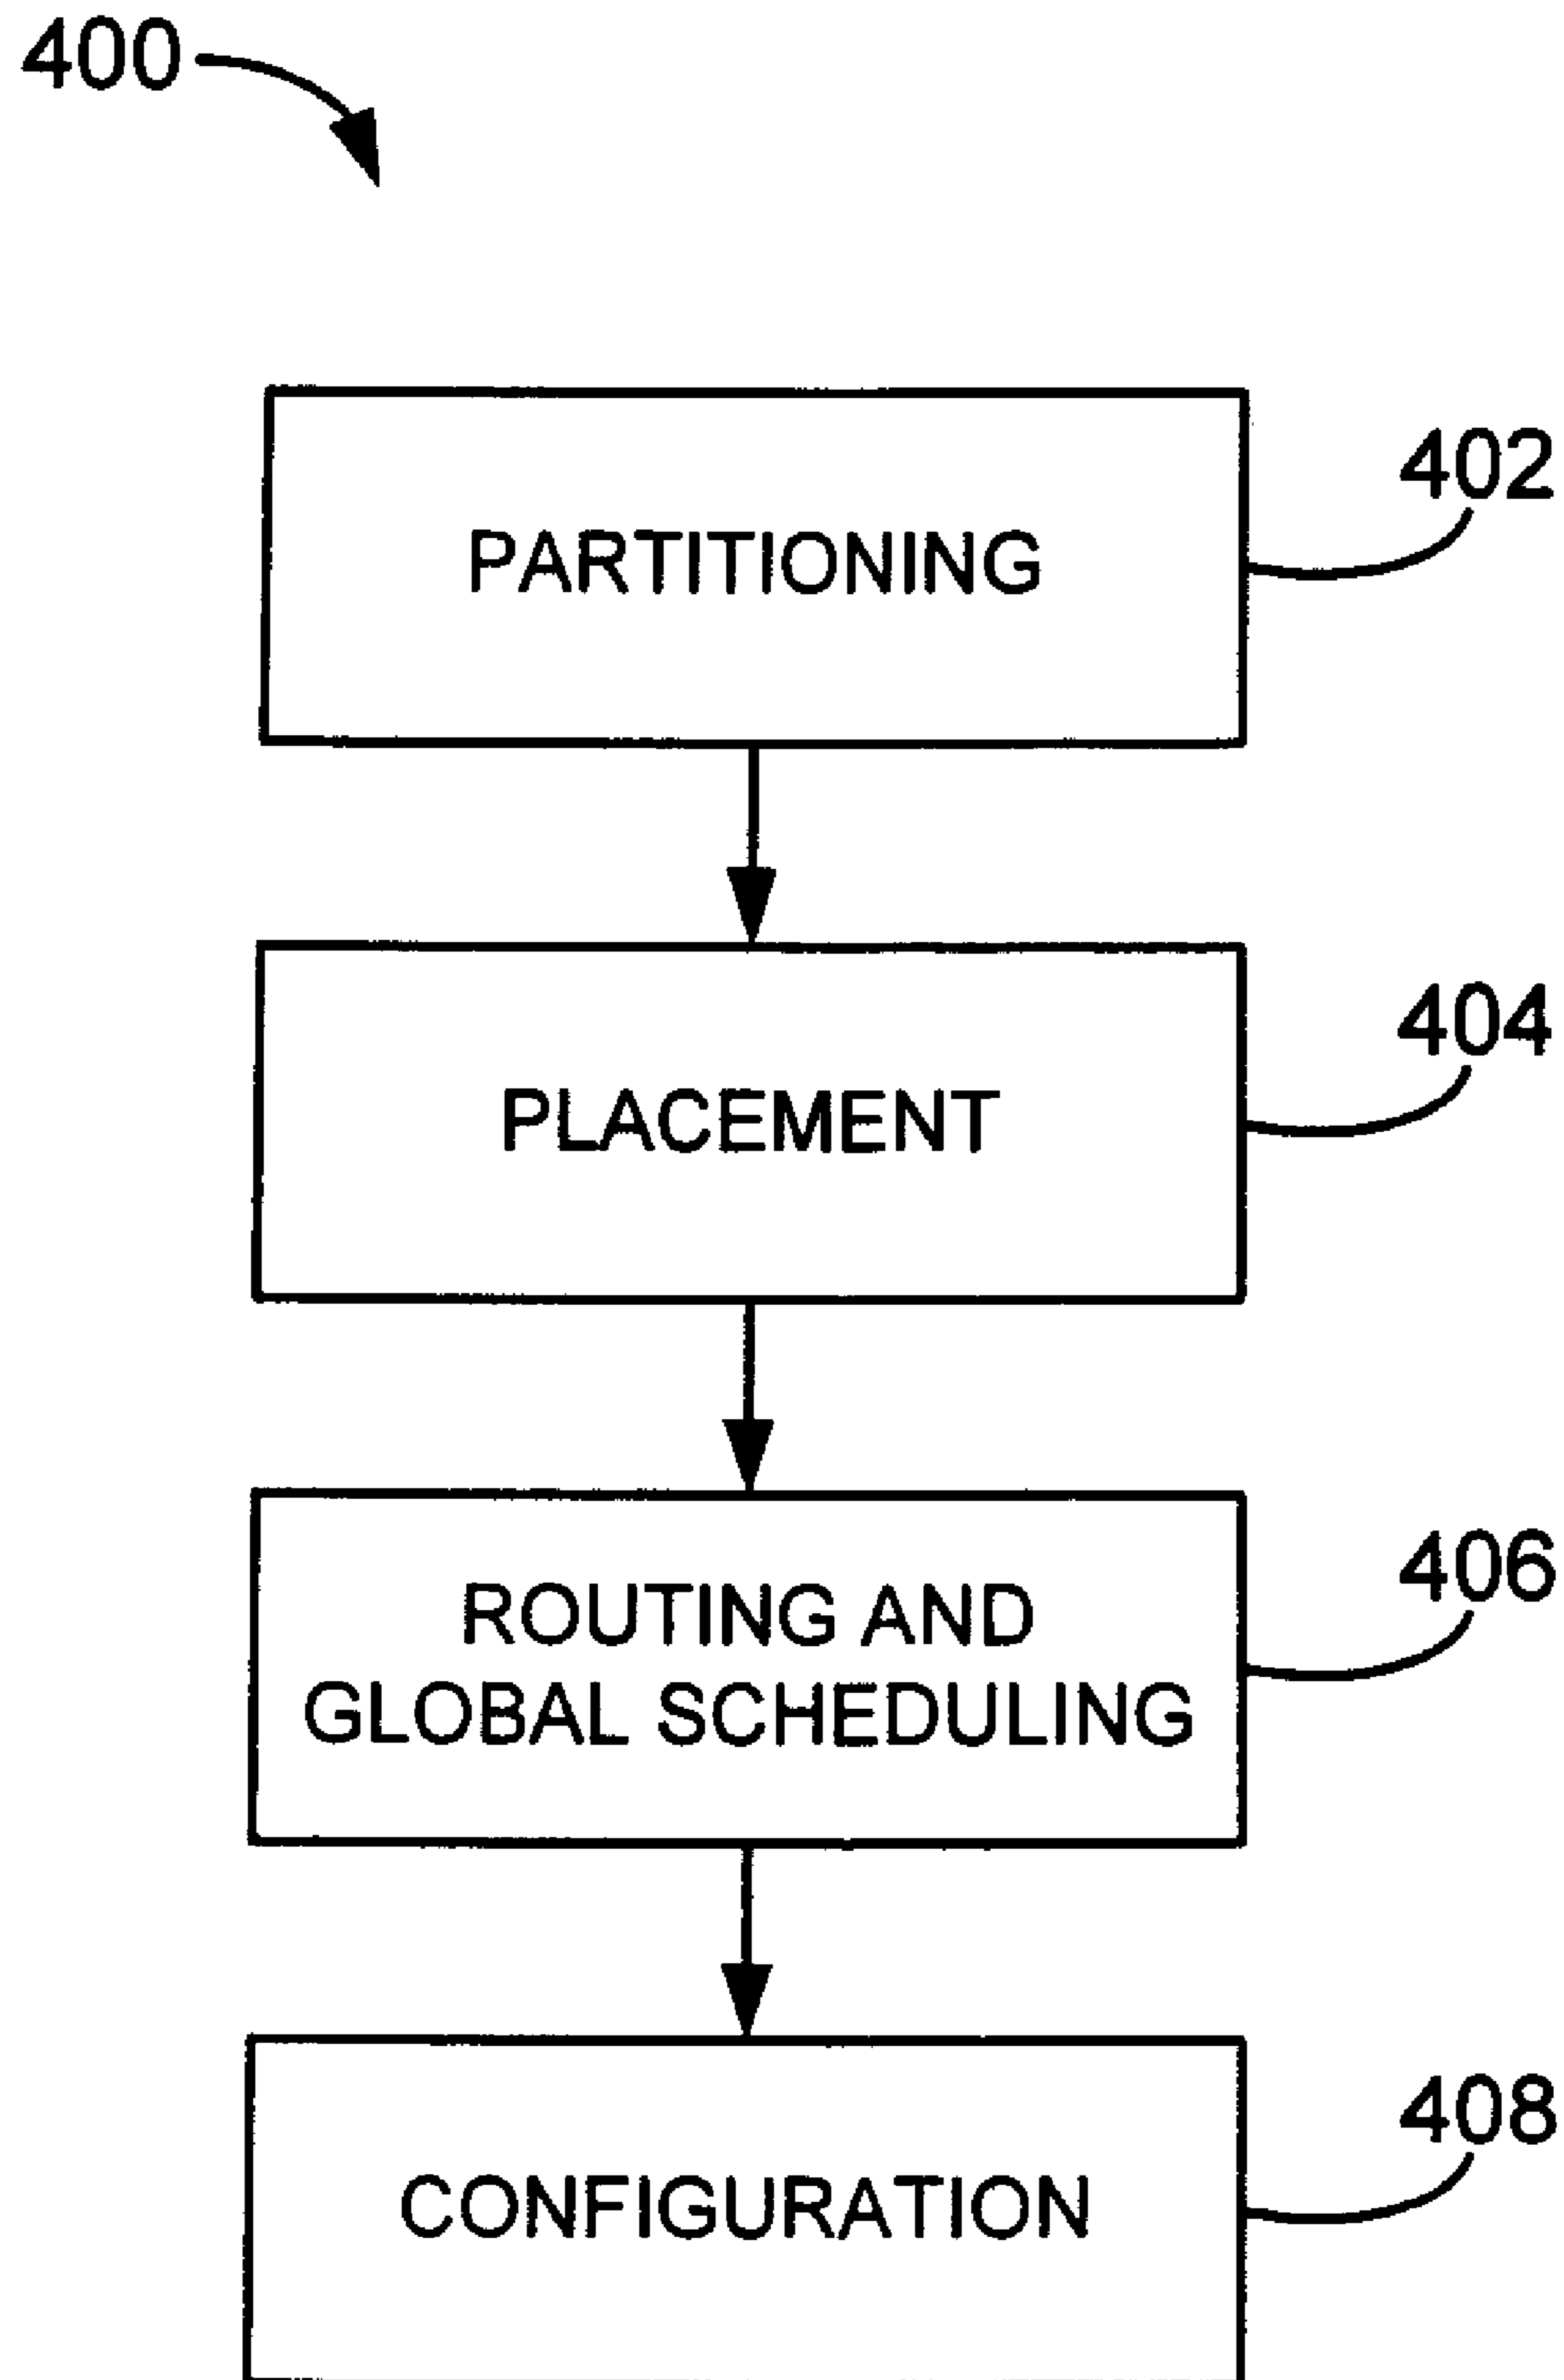 400
PARTITIONING
402
PLACEMENT
404
ROUTING AND
GLOBAL SCHEDULING
406
CONFIGURATION
408